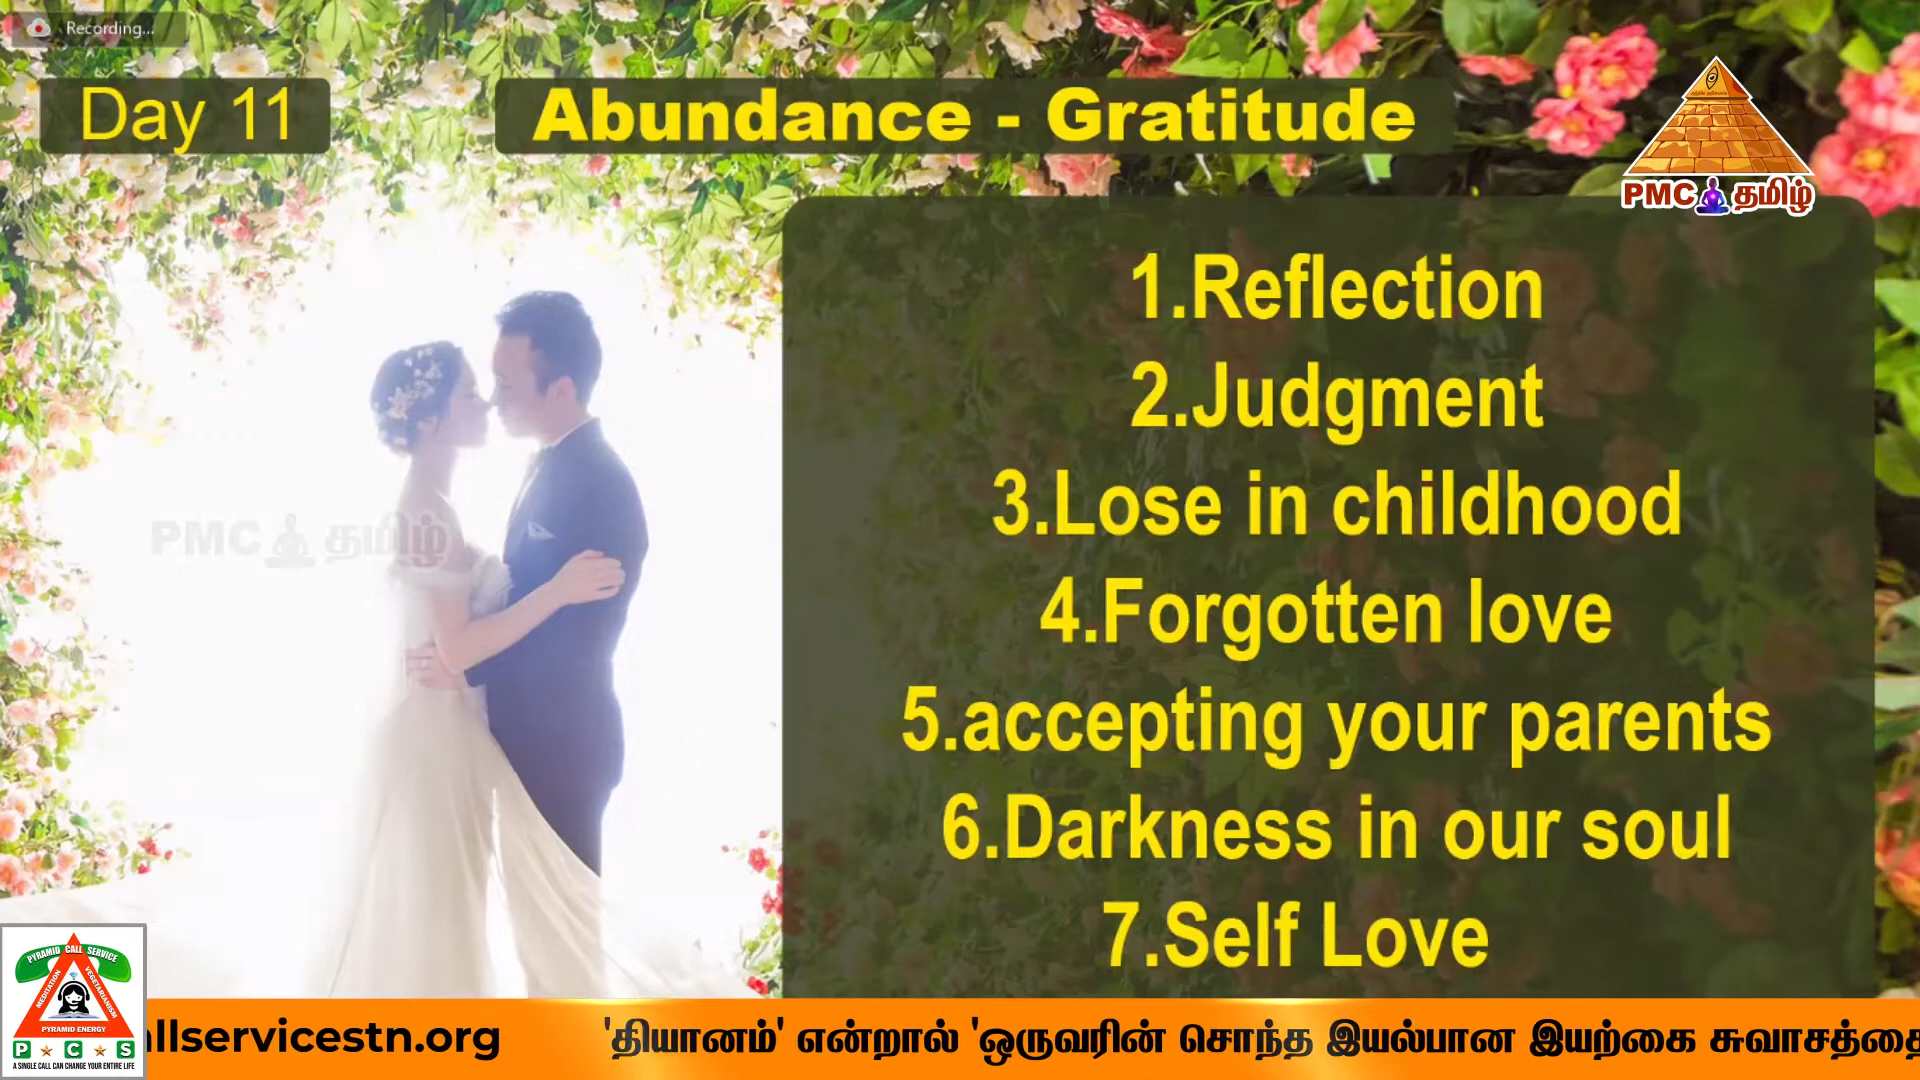 Recording...
Day 11
Abundance - Gratitude
PMC தமிழ்
1.Reflection
2.Judgment
3.Lose in childhood
4.Forgotten love
5.accepting your parents
6.Darkness in our soul
7.Self Love
PMC தமிழ்
PYRAMID CALL SERVICE
MEDITATION
VEGETARIANISM
PYRAMID ENERGY
P ★ C ★ S
A SINGLE CALL CAN CHANGE YOUR ENTIRE LIFE
allservicestn.org 'தியானம்' என்றால் 'ஒருவரின் சொந்த இயல்பான இயற்கை சுவாசத்தை